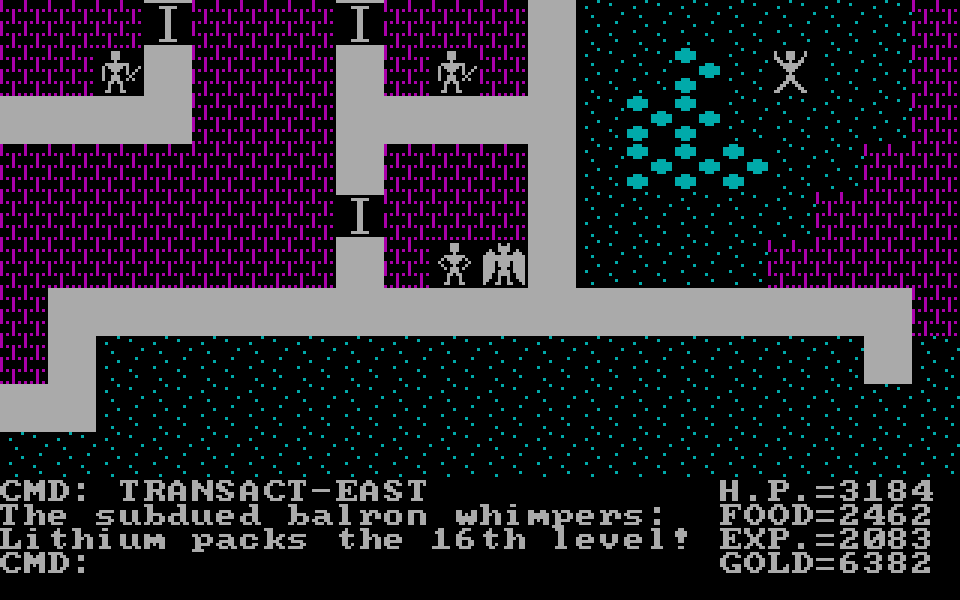 CMD: TRANSACT-EAST
The subdued balron whimpers:
Lithium packs the 16th level!
CMD:
H.P.=3184
FOOD=2462
EXP.=2083
GOLD=6382